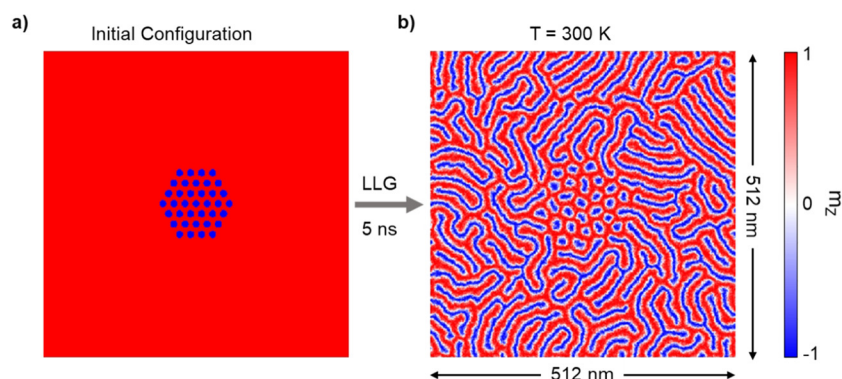 a)
Initial Configuration
b)
T = 300 K
LLG
5 ns
512 nm
512 nm
1
0
-1
m_z